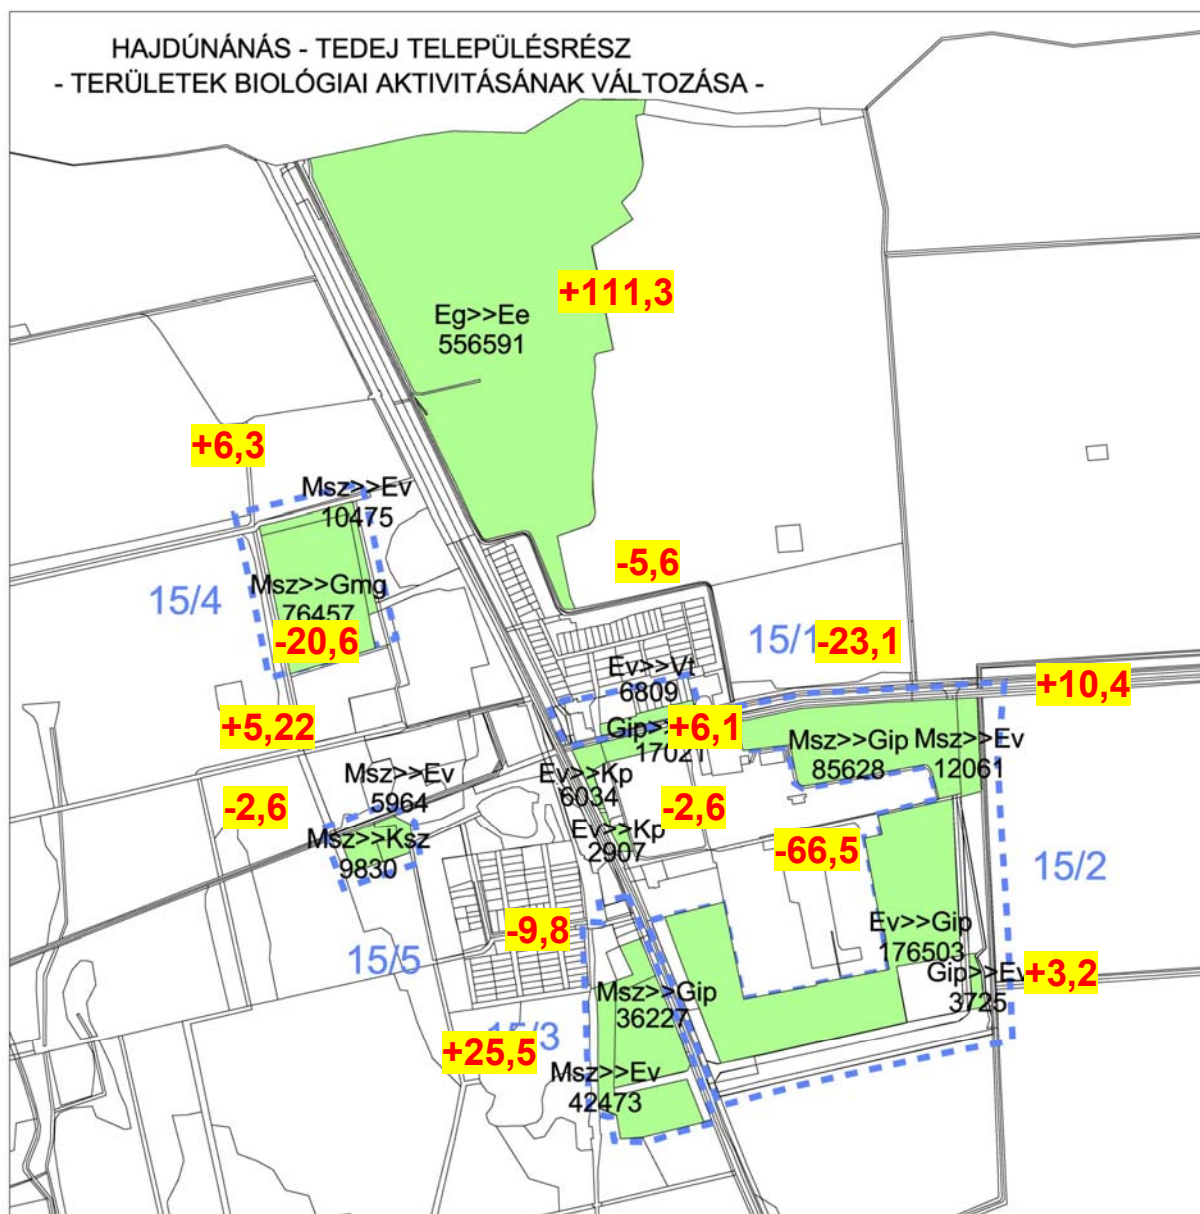 HAJDÚNÁNÁS - TEDEJ TELEPÜLÉSRÉSZ
- TERÜLETEK BIOLÓGIAI AKTIVITÁSÁNAK VÁLTOZÁSA -
+111,3
Eg>>Ee
556591
+6,3
Msz>>Ev
10475
-5,6
Msz>>Gmg
76457
15/4
-20,6
15/1
-23,1
Ev>>Vt
6809
+10,4
+5,22
Gip>>
+6,1
17021
Msz>>Gip
85628
Msz>>Ev
12061
Msz>>Ev
5964
Ev>>Kp
6034
-2,6
-2,6
Ev>>Kp
2907
Msz>>Ksz
9830
-66,5
15/2
-9,8
Ev>>Gip
176503
15/5
Gip>>Ev
3725
+3,2
Msz>>Gip
36227
15/3
+25,5
Msz>>Ev
42473